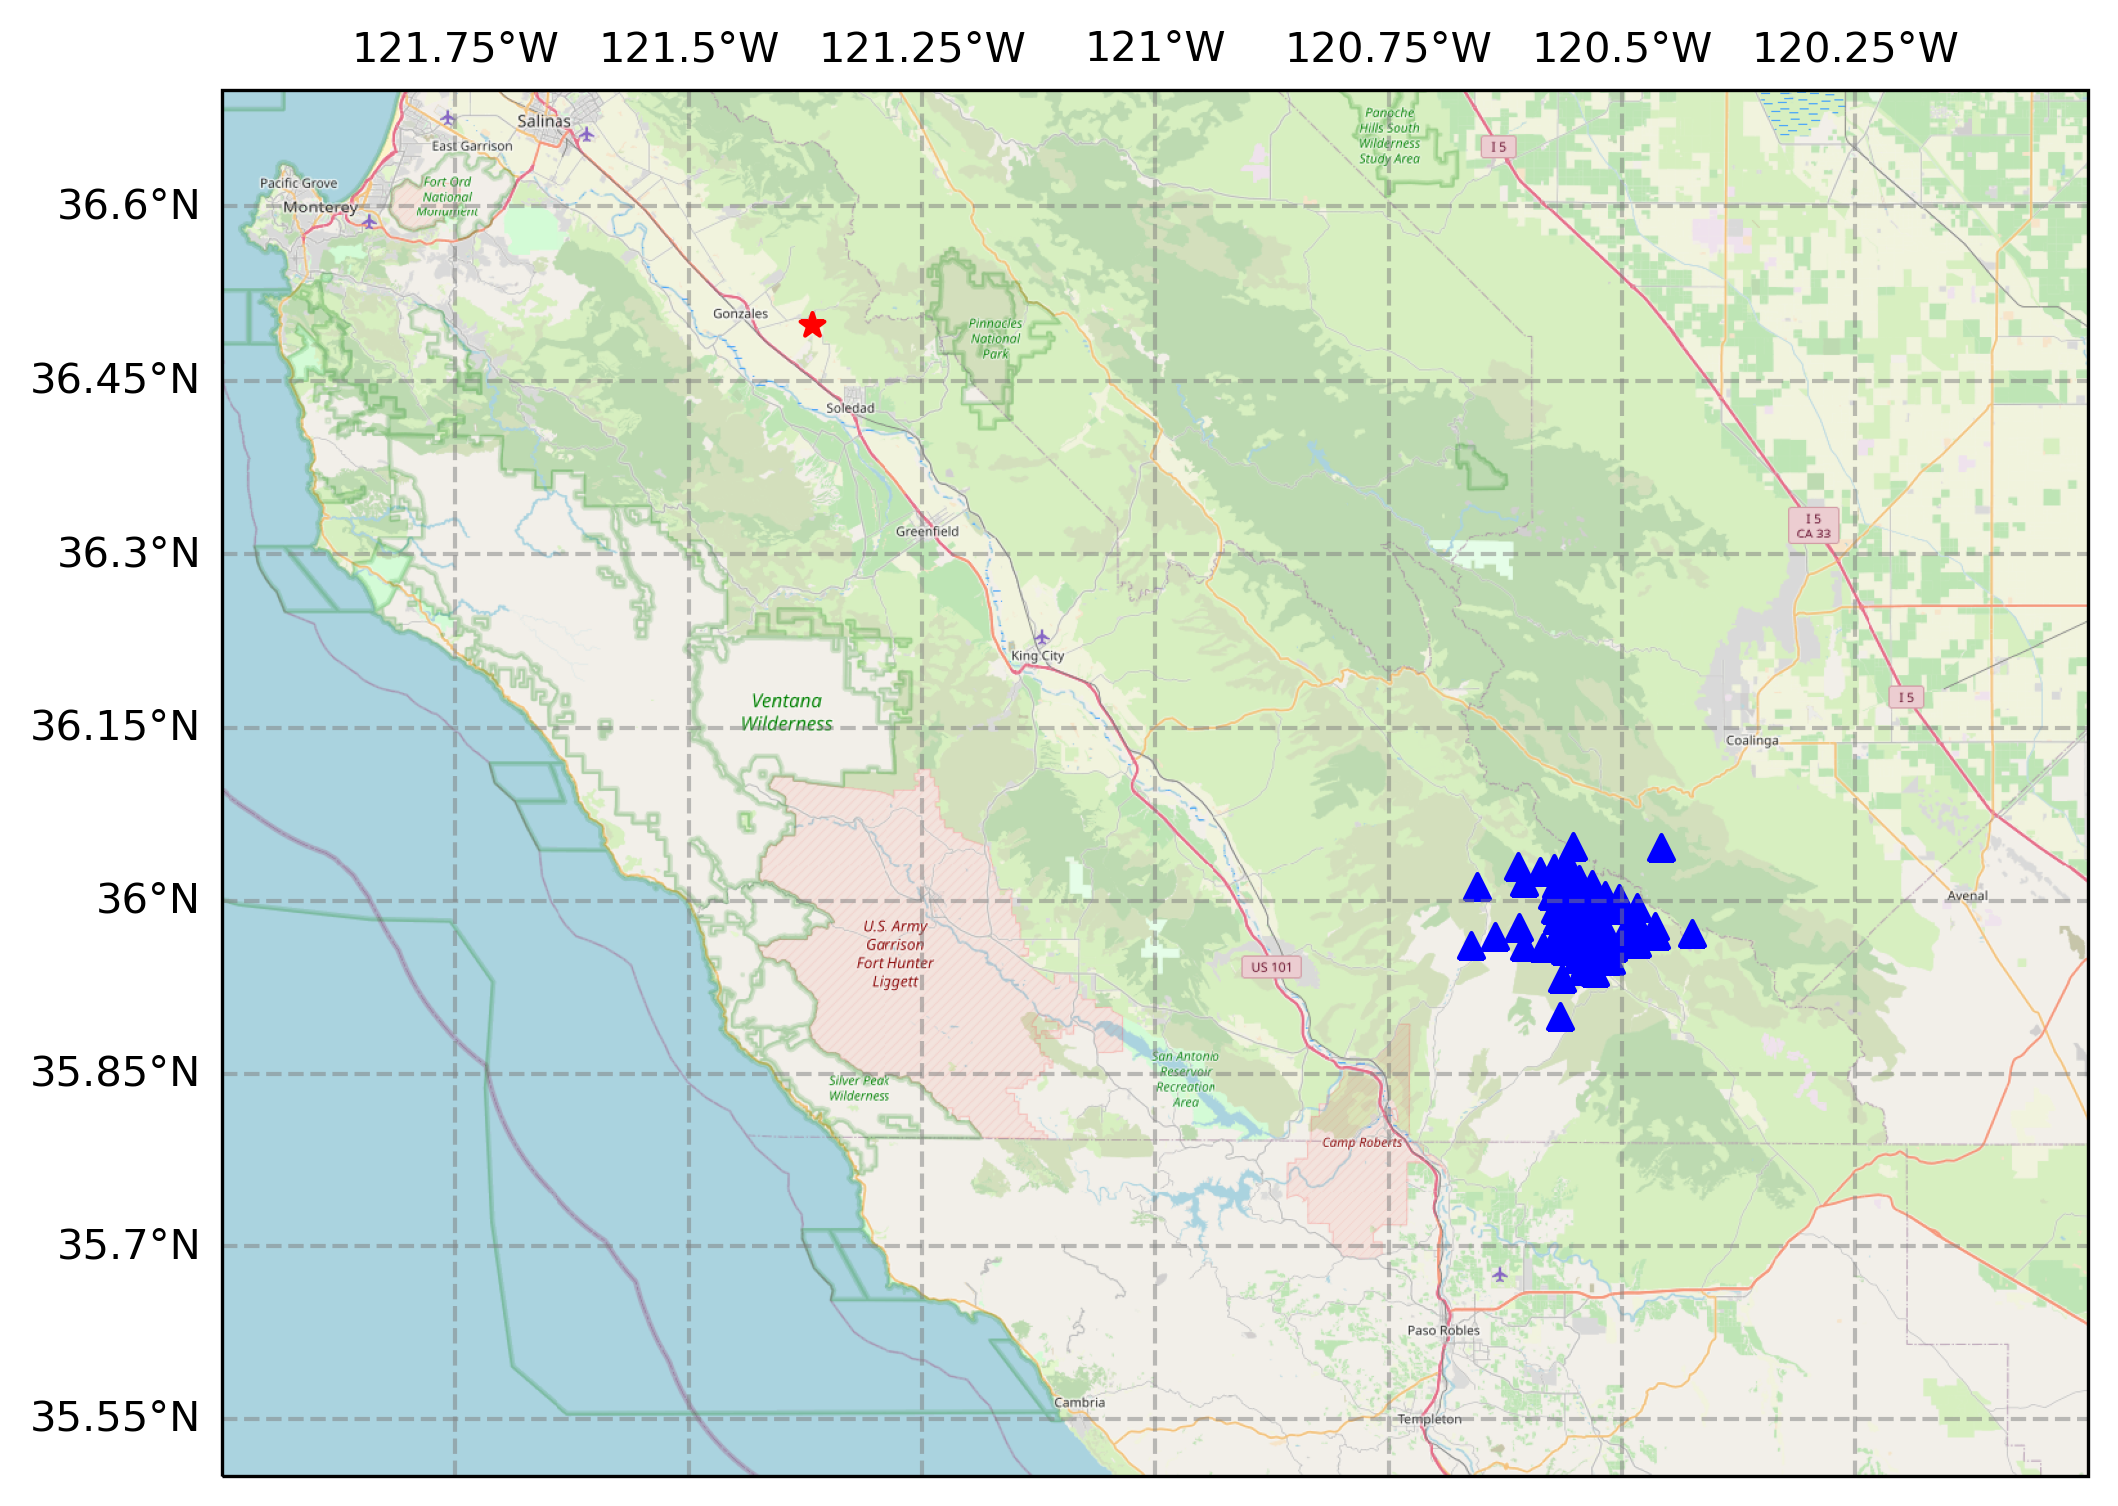 121.75°W 121.5°W 121.25°W 121°W 120.75°W 120.5°W 120.25°W
36.6°N
36.45°N
36.3°N
36.15°N
36°N
35.85°N
35.7°N
35.55°N
Salinas
East Garrison
Pacific Grove
Fort Ord
National
Monument
Monterey
Panoche
Hills South
Wilderness
Study Area
I 5
Gonzales
Pinnacles
National
Park
Soledad
Greenfield
I 5
CA 33
King City
Ventana
Wilderness
I 5
Coalinga
Avenal
U.S. Army
Garrison
Fort Hunter
Liggett
US 101
San Antonio
Reservoir
Recreation
Area
Silver Peak
Wilderness
Camp Roberts
Paso Robles
Cambria
Templeton